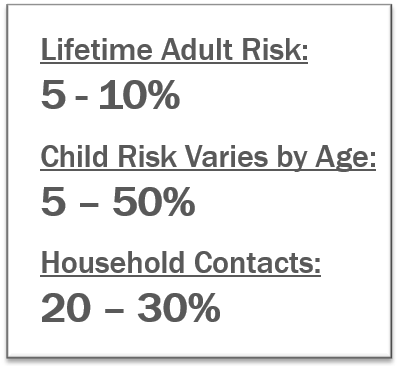 Lifetime Adult Risk:
5 - 10%
Child Risk Varies by Age:
5 – 50%
Household Contacts:
20 – 30%